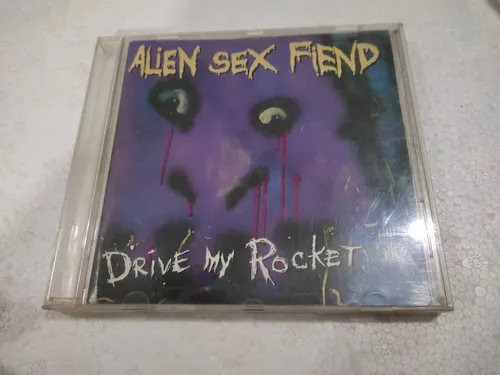 ALiEN SEX FiEND
DRiVE MY ROCKET